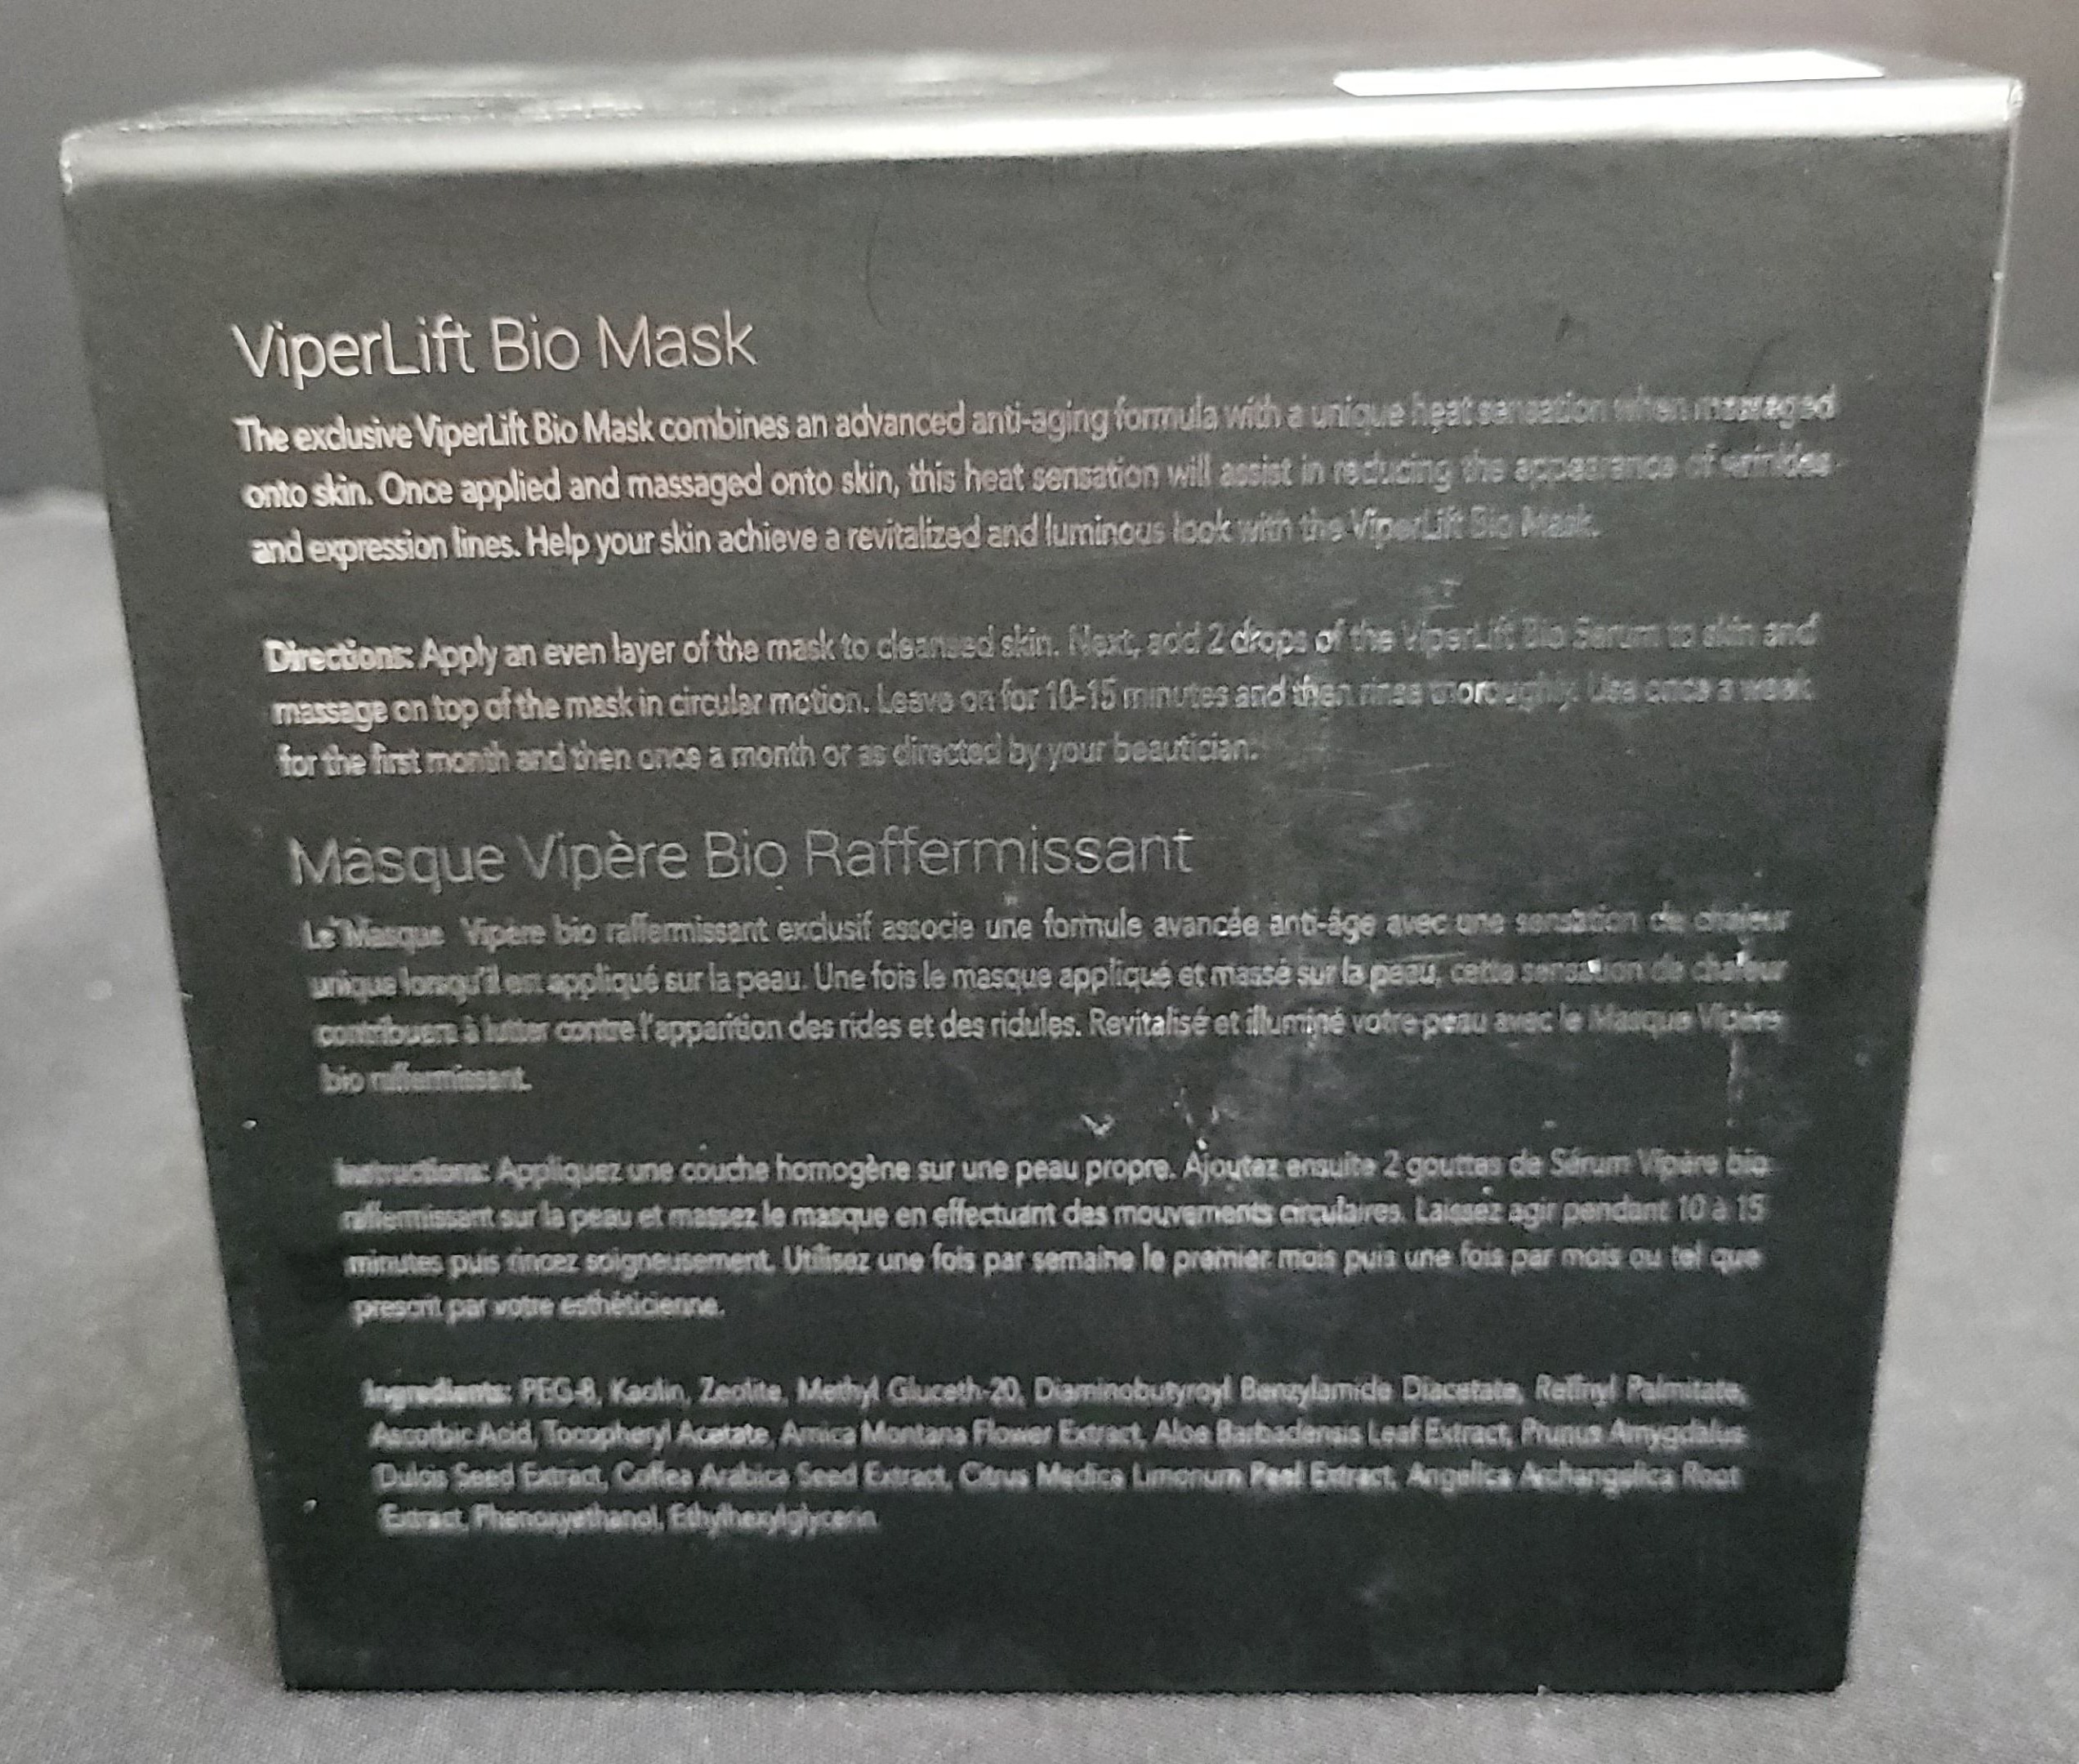 ViperLift Bio Mask
The exclusive ViperLift Bio Mask combines an advanced anti-aging formula with a unique heat sensation when massaged
onto skin. Once applied and massaged onto skin, this heat sensation will assist in reducing the appearance of wrinkles
and expression lines. Help your skin achieve a revitalized and luminous look with the ViperLift Bio Mask.
Directions: Apply an even layer of the mask to cleansed skin. Next, add 2 drops of the ViperLift Bio Serum to skin and
massage on top of the mask in circular motion. Leave on for 10-15 minutes and then rinse thoroughly. Use once a week
for the first month and then once a month or as directed by your beautician.
Masque Vipère Bio Raffermissant
Le Masque Vipère bio raffermissant exclusif associe une formule avancée anti-âge avec une sensation de chaleur
unique lorsqu'il est appliqué sur la peau. Une fois le masque appliqué et massé sur la peau, cette sensation de chaleur
contribuera à lutter contre l'apparition des rides et des ridules. Revitalisé et illuminé votre peau avec le Masque Vipère
bio raffermissant.
Instructions: Appliquez une couche homogène sur une peau propre. Ajoutez ensuite 2 gouttes de Sérum Vipère bio
raffermissant sur la peau et massez le masque en effectuant des mouvements circulaires. Laissez agir pendant 10 à 15
minutes puis rincez soigneusement. Utilisez une fois par semaine le premier mois puis une fois par mois ou tel que
prescrit par votre esthéticienne.
Ingredients: PEG-8, Kaolin, Zeolite, Methyl Gluceth-20, Diaminobutyroyl Benzylamide Diacetate, Retinyl Palmitate,
Ascorbic Acid, Tocopheryl Acetate, Arnica Montana Flower Extract, Aloe Barbadensis Leaf Extract, Prunus Amygdalus
Dulcis Seed Extract, Coffea Arabica Seed Extract, Citrus Medica Limonum Peel Extract, Angelica Archangelica Root
Extract, Phenoxyethanol, Ethylhexylglycerin